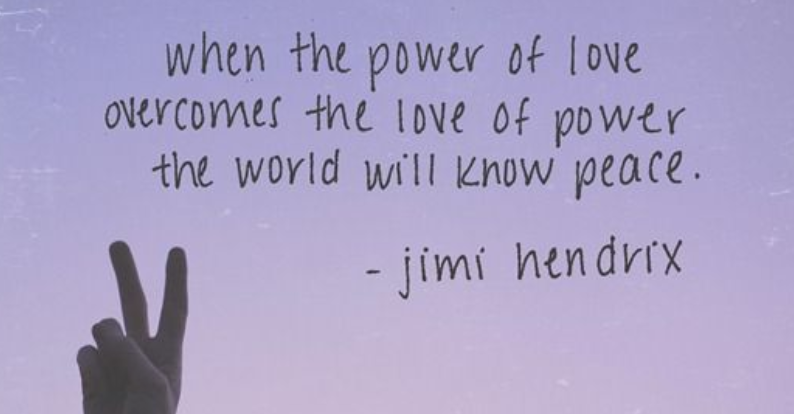 when the power of love
overcomes the love of power
the world will know peace.
- jimi hendrix